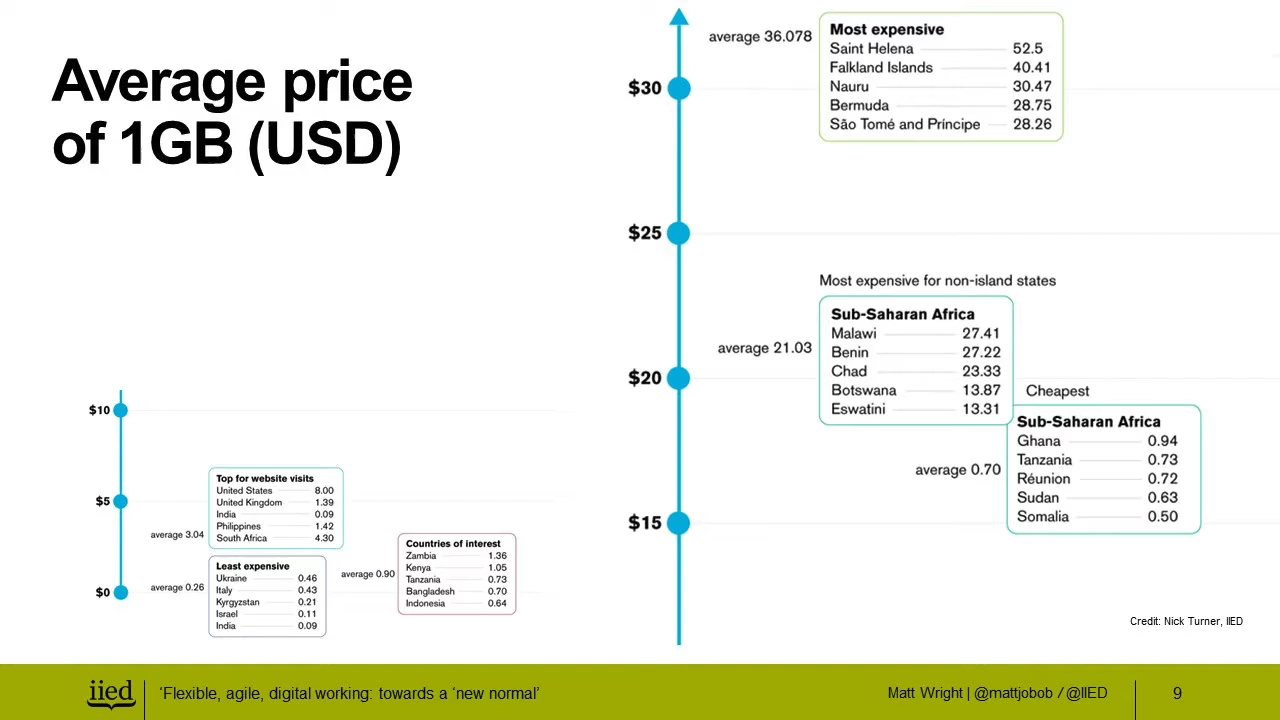 Average price
of 1GB (USD)
average 36.078
Most expensive
Saint Helena 52.5
Falkland Islands 40.41
Nauru 30.47
Bermuda 28.75
São Tomé and Príncipe 28.26
$30
$25
Most expensive for non-island states
average 21.03
Sub-Saharan Africa
Malawi 27.41
Benin 27.22
Chad 23.33
Botswana 13.87
Eswatini 13.31
$20
Cheapest
average 0.70
Sub-Saharan Africa
Ghana 0.94
Tanzania 0.73
Réunion 0.72
Sudan 0.63
Somalia 0.50
$15
$10
$5
average 3.04
Top for website visits
United States 8.00
United Kingdom 1.39
India 0.09
Philippines 1.42
South Africa 4.30
$0
average 0.26
Least expensive
Ukraine 0.46
Italy 0.43
Kyrgyzstan 0.21
Israel 0.11
India 0.09
average 0.90
Countries of interest
Zambia 1.36
Kenya 1.05
Tanzania 0.73
Bangladesh 0.70
Indonesia 0.64
Credit: Nick Turner, IIED
iied
‘Flexible, agile, digital working: towards a ‘new normal’
Matt Wright | @mattjobob / @IIED
9